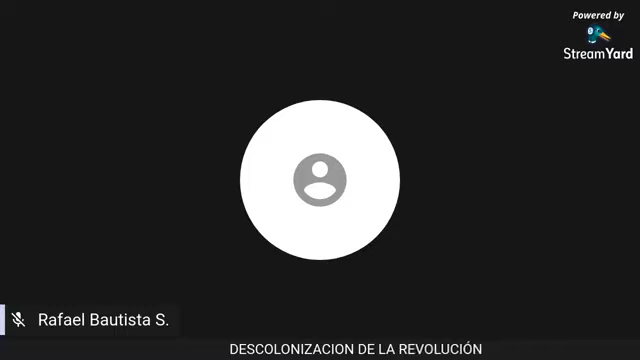 Powered by
StreamYard
Rafael Bautista S.
DESCOLONIZACION DE LA REVOLUCIÓN